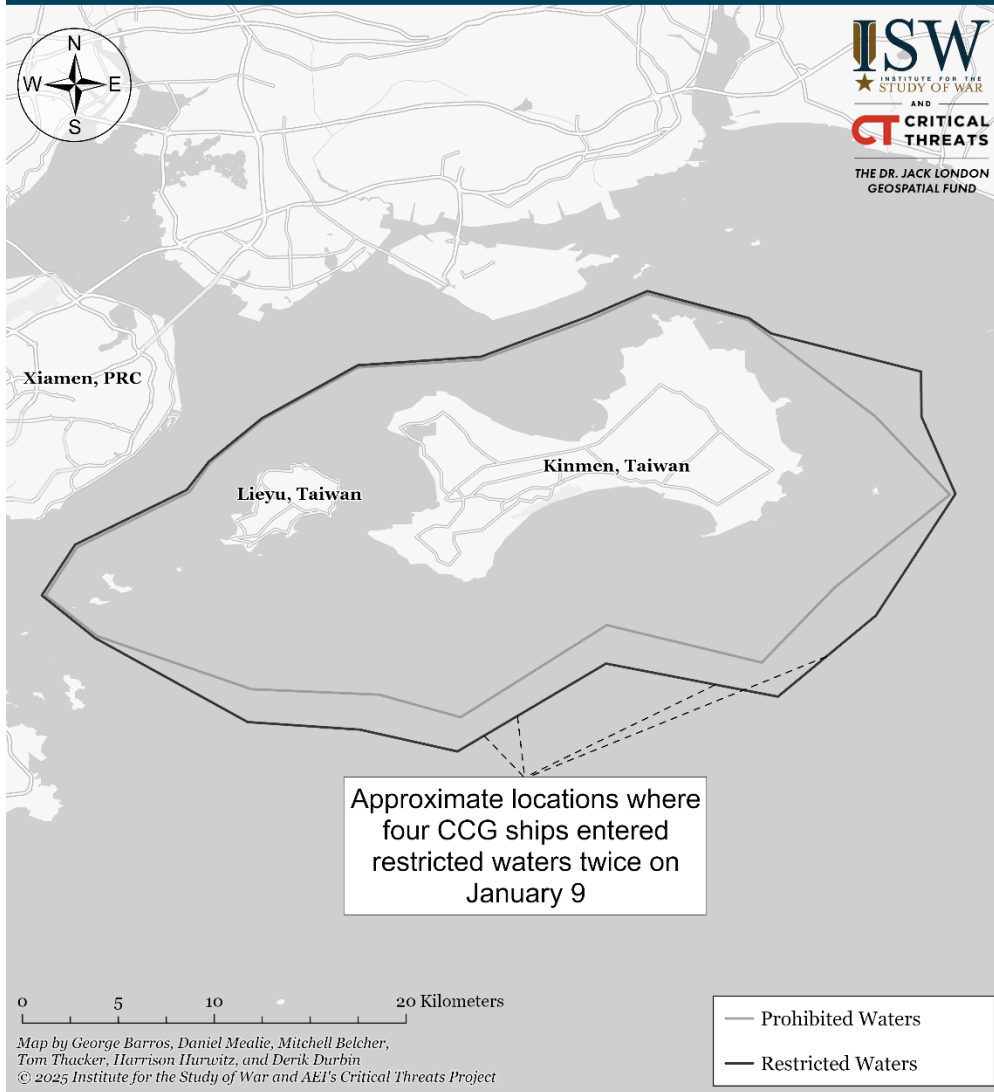 N
W E
S
ISW
INSTITUTE FOR THE
STUDY OF WAR
AND
CT CRITICAL
THREATS
THE DR. JACK LONDON
GEOSPATIAL FUND
Xiamen, PRC
Kinmen, Taiwan
Lieyu, Taiwan
Approximate locations where
four CCG ships entered
restricted waters twice on
January 9
0 5 10 20 Kilometers
Map by George Barros, Daniel Mealie, Mitchell Belcher,
Tom Thacker, Harrison Hurwitz, and Derik Durbin
© 2025 Institute for the Study of War and AEI's Critical Threats Project
Prohibited Waters
Restricted Waters